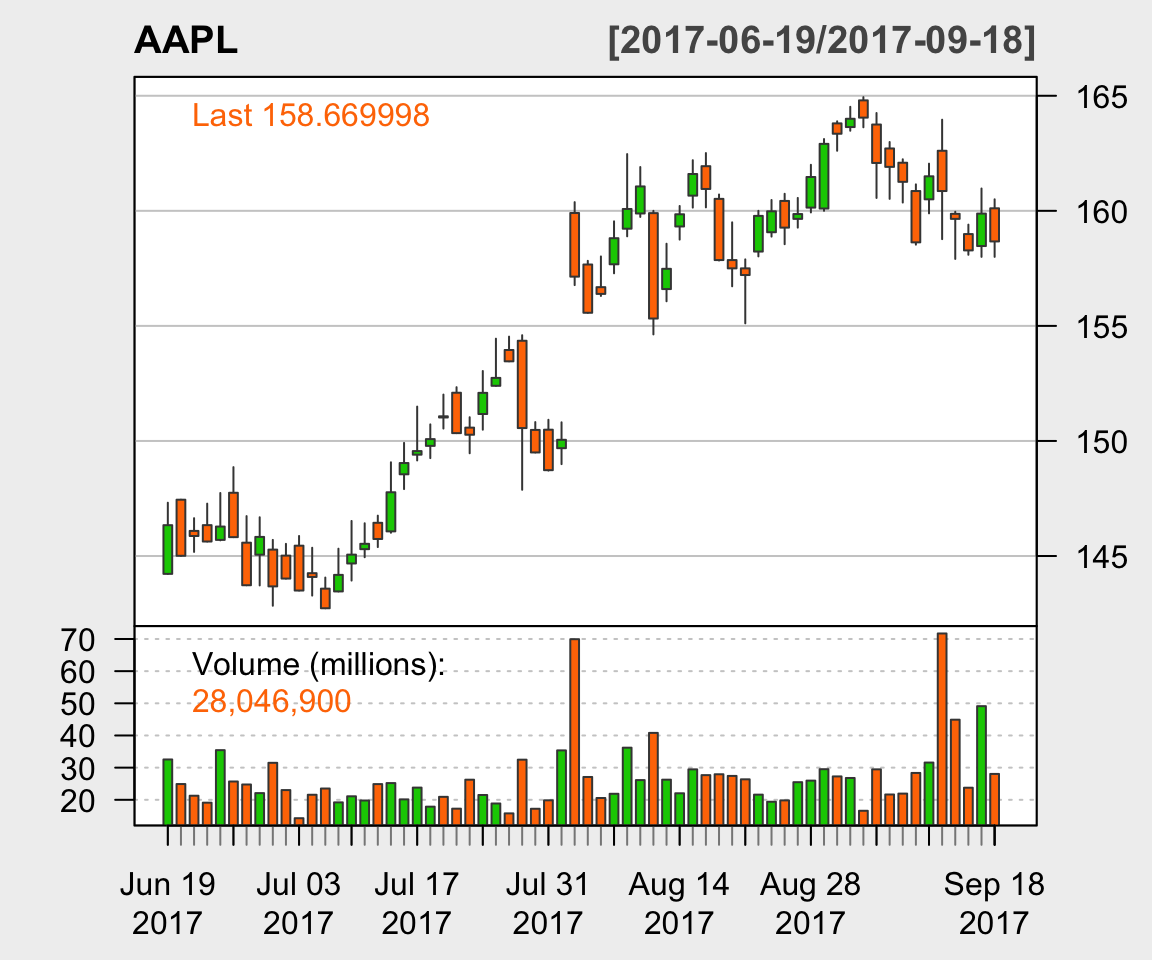 AAPL [2017-06-19/2017-09-18]
Last 158.669998
165
160
155
150
145
70
60
50
40
30
20
Volume (millions):
28,046,900
Jun 19 Jul 03 Jul 17 Jul 31 Aug 14 Aug 28 Sep 18
2017 2017 2017 2017 2017 2017 2017